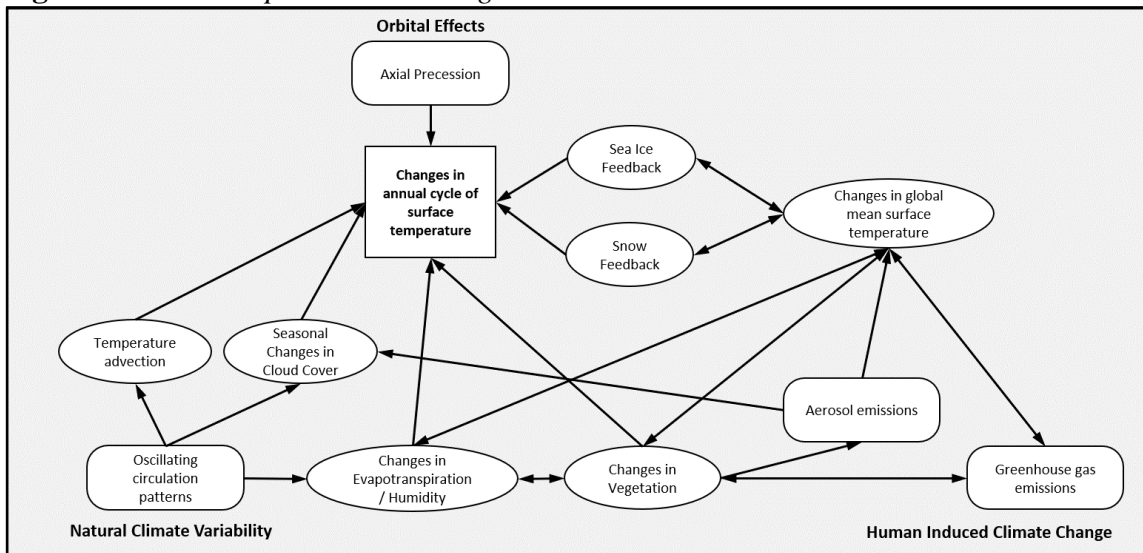 Orbital Effects
Axial Precession
Changes in
annual cycle of
surface
temperature
Sea Ice
Feedback
Snow
Feedback
Changes in global
mean surface
temperature
Temperature
advection
Seasonal
Changes in
Cloud Cover
Aerosol emissions
Oscillating
circulation
patterns
Changes in
Evapotranspiration
/ Humidity
Changes in
Vegetation
Greenhouse gas
emissions
Natural Climate Variability
Human Induced Climate Change